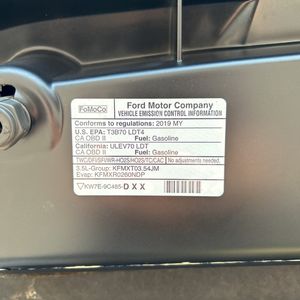 FoMoCo
Ford Motor Company
VEHICLE EMISSION CONTROL INFORMATION
Conforms to regulations: 2019 MY
U.S. EPA: T3B70 LDT4
CA OBD II Fuel: Gasoline
California: ULEV70 LDT
CA OBD II Fuel: Gasoline
TWC/DFI/SFI/WR-HO2S/HO2S/TC/CAC No adjustments needed.
3.5L-Group: KFMXT03.54JM
Evap: KFMXR0260NDP
KW7E-9C485-DXX